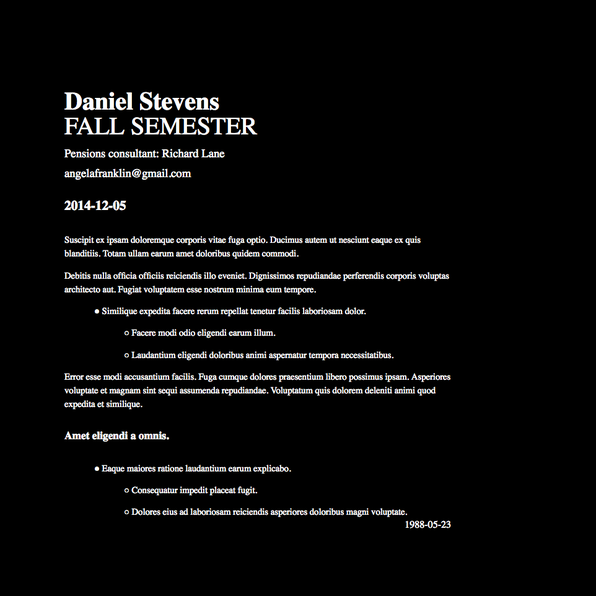 Daniel Stevens
FALL SEMESTER
Pensions consultant: Richard Lane
angelafranklin@gmail.com
2014-12-05
Suscipit ex ipsam doloremque corporis vitae fuga optio. Ducimus autem ut nesciunt eaque ex quis
blanditiis. Totam ullam earum amet doloribus quidem commodi.
Debitis nulla officia officiis reiciendis illo eveniet. Dignissimos repudiandae perferendis corporis voluptas
architecto aut. Fugiat voluptatem esse nostrum minima eum tempore.
• Similique expedita facere rerum repellat tenetur facilis laboriosam dolor.
○ Facere modi odio eligendi earum illum.
○ Laudantium eligendi doloribus animi aspernatur tempora necessitatibus.
Error esse modi accusantium facilis. Fuga cumque dolores praesentium libero possimus ipsam. Asperiores
voluptate et magnam sint sequi assumenda repudiandae. Voluptatum quis dolorem deleniti animi quod
expedita et similique.
Amet eligendi a omnis.
• Eaque maiores ratione laudantium earum explicabo.
○ Consequatur impedit placeat fugit.
○ Dolores eius ad laboriosam reiciendis asperiores doloribus magni voluptate.
1988-05-23